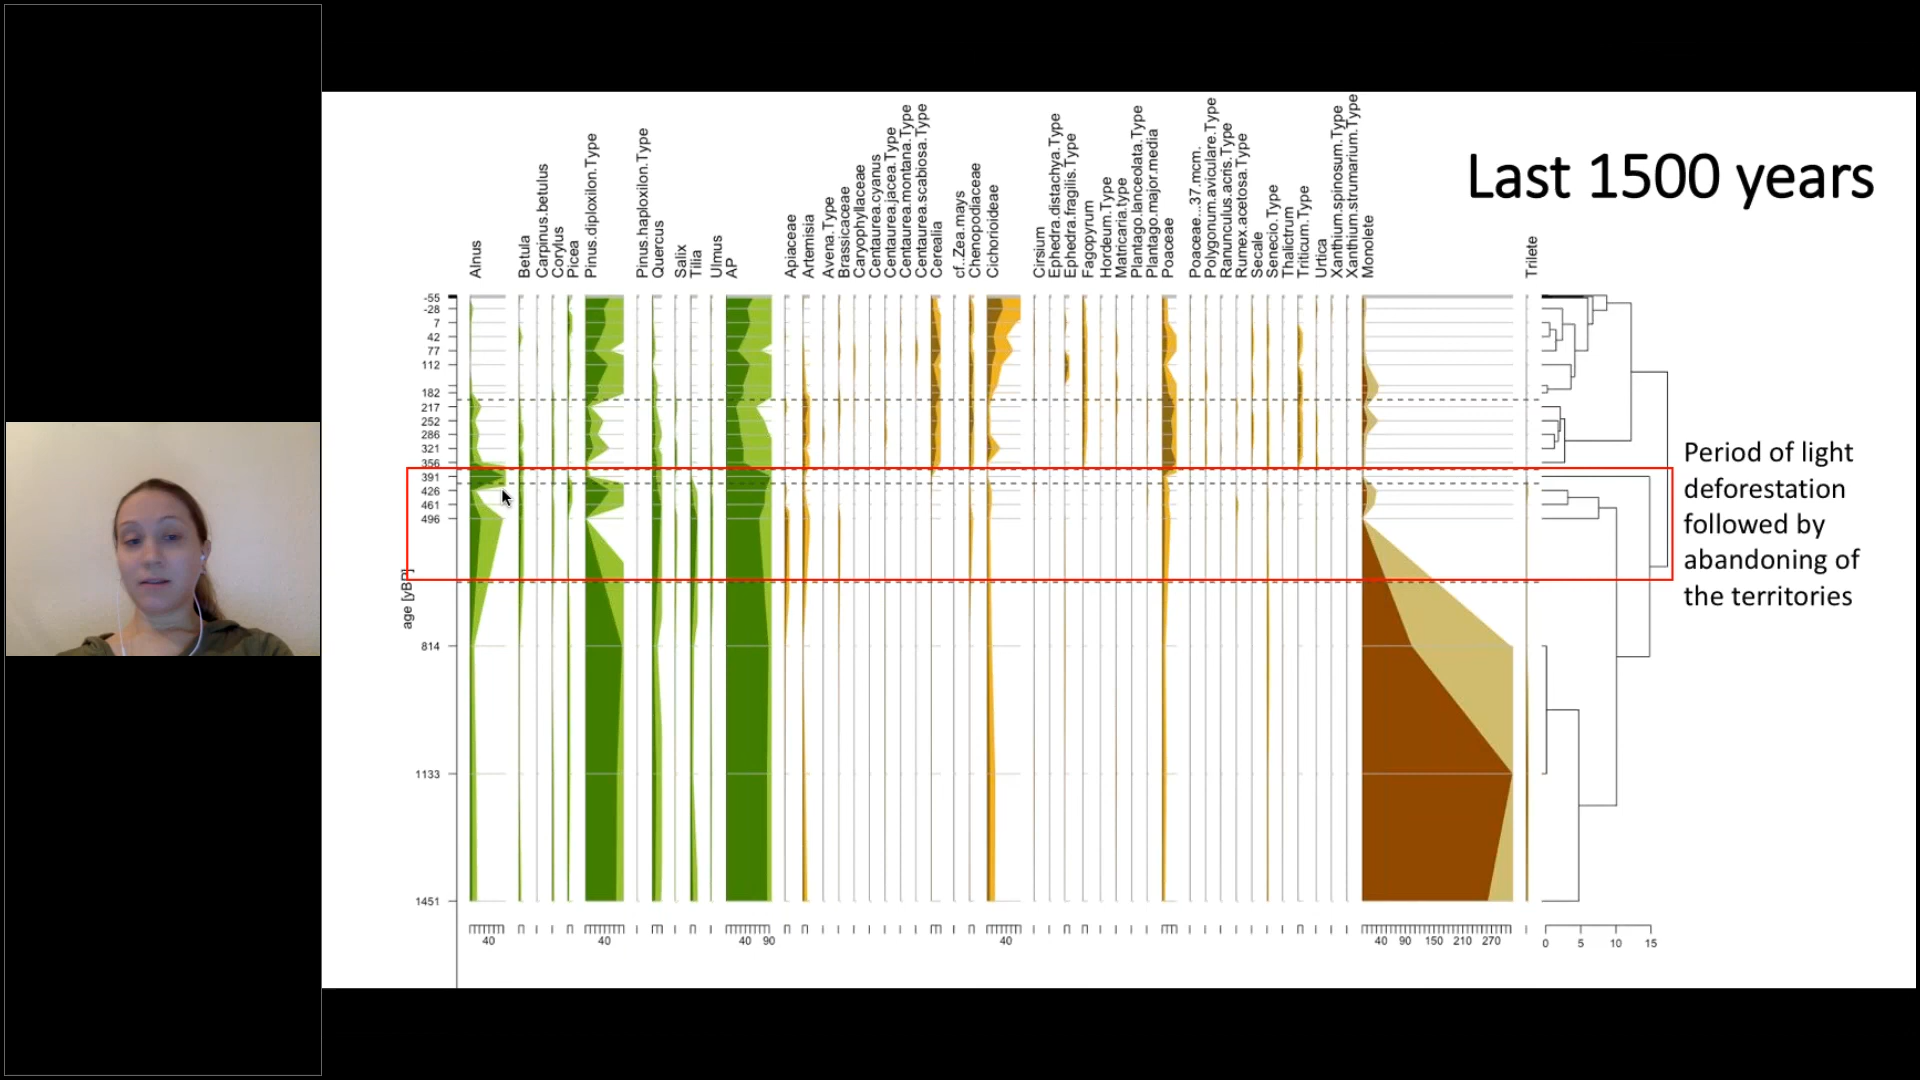 Last 1500 years
Alnus
Betula
Carpinus.betulus
Corylus
Picea
Pinus.diploxilon.Type
Pinus.haploxilon.Type
Quercus
Salix
Tilia
Ulmus
AP
Apiaceae
Artemisia
Avena.Type
Brassicaceae
Caryophyllaceae
Centaurea.cyanus
Centaurea.jacea.Type
Centaurea.montana.Type
Centaurea.scabiosa.Type
Cerealia
cf..Zea.mays
Chenopodiaceae
Cichorioideae
Cirsium
Ephedra.distachya.Type
Ephedra.fragilis.Type
Fagopyrum
Hordeum.Type
Matricaria.type
Plantago.lanceolata.Type
Plantago.major.media
Poaceae
Poaceae...37.mcm.
Polygonum.aviculare.Type
Ranunculus.acris.Type
Rumex.acetosa.Type
Secale
Senecio.Type
Thalictrum
Triticum.Type
Urtica
Xanthium.spinosum.Type
Xanthium.strumarium.Type
Monolete
Trilete
-55
-28
7
42
77
112
182
217
252
286
321
356
391
426
461
496
814
1133
1451
age [yBP]
Period of light
deforestation
followed by
abandoning of
the territories
40
40
40 90
40
40 90 150 210 270
0 5 10 15